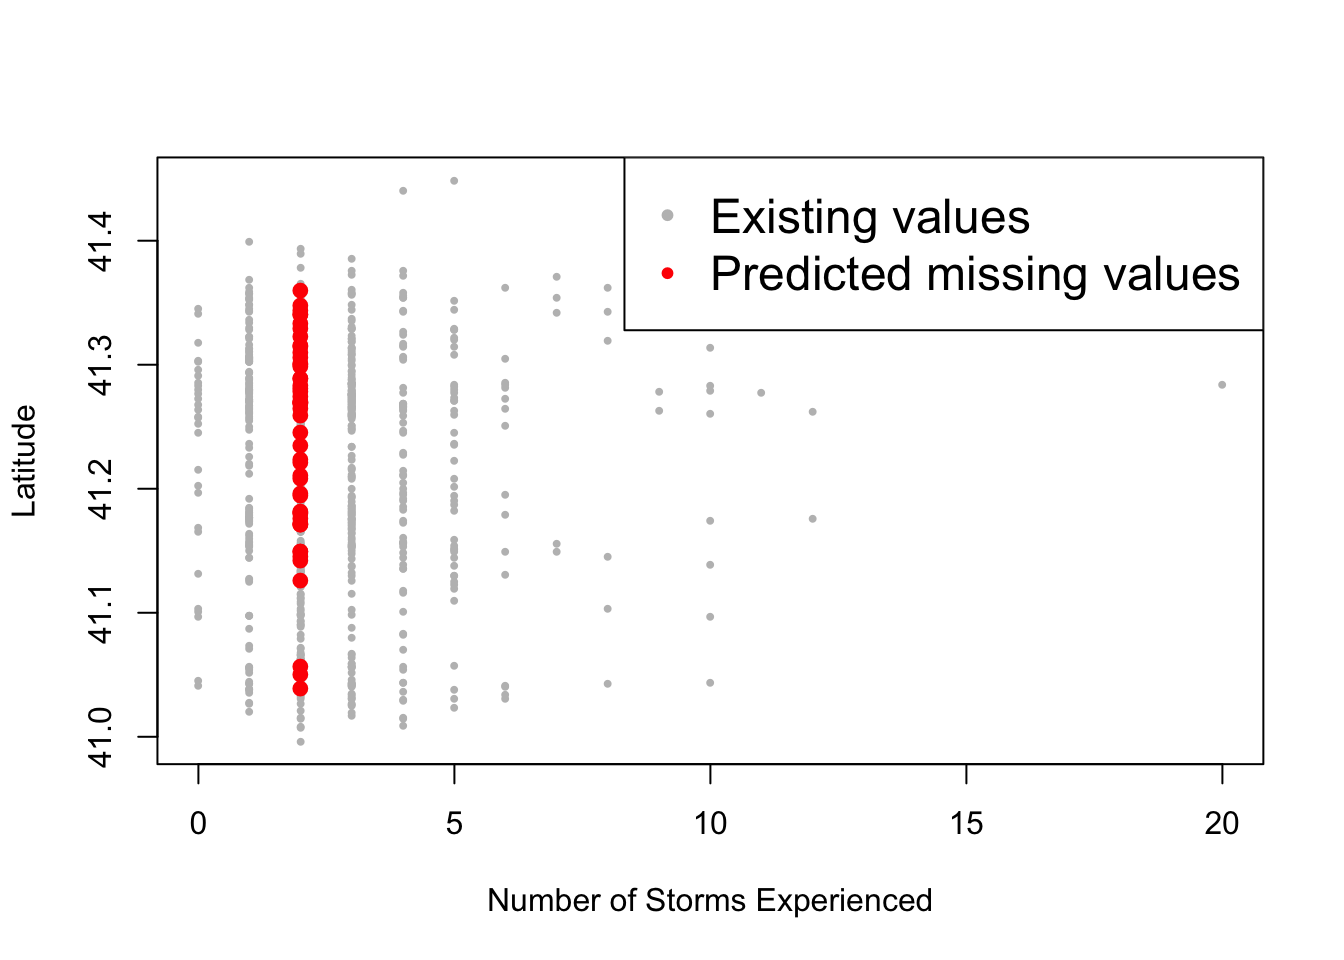 Existing values
Predicted missing values
Latitude
41.4
41.3
41.2
41.1
41.0
0 5 10 15 20
Number of Storms Experienced